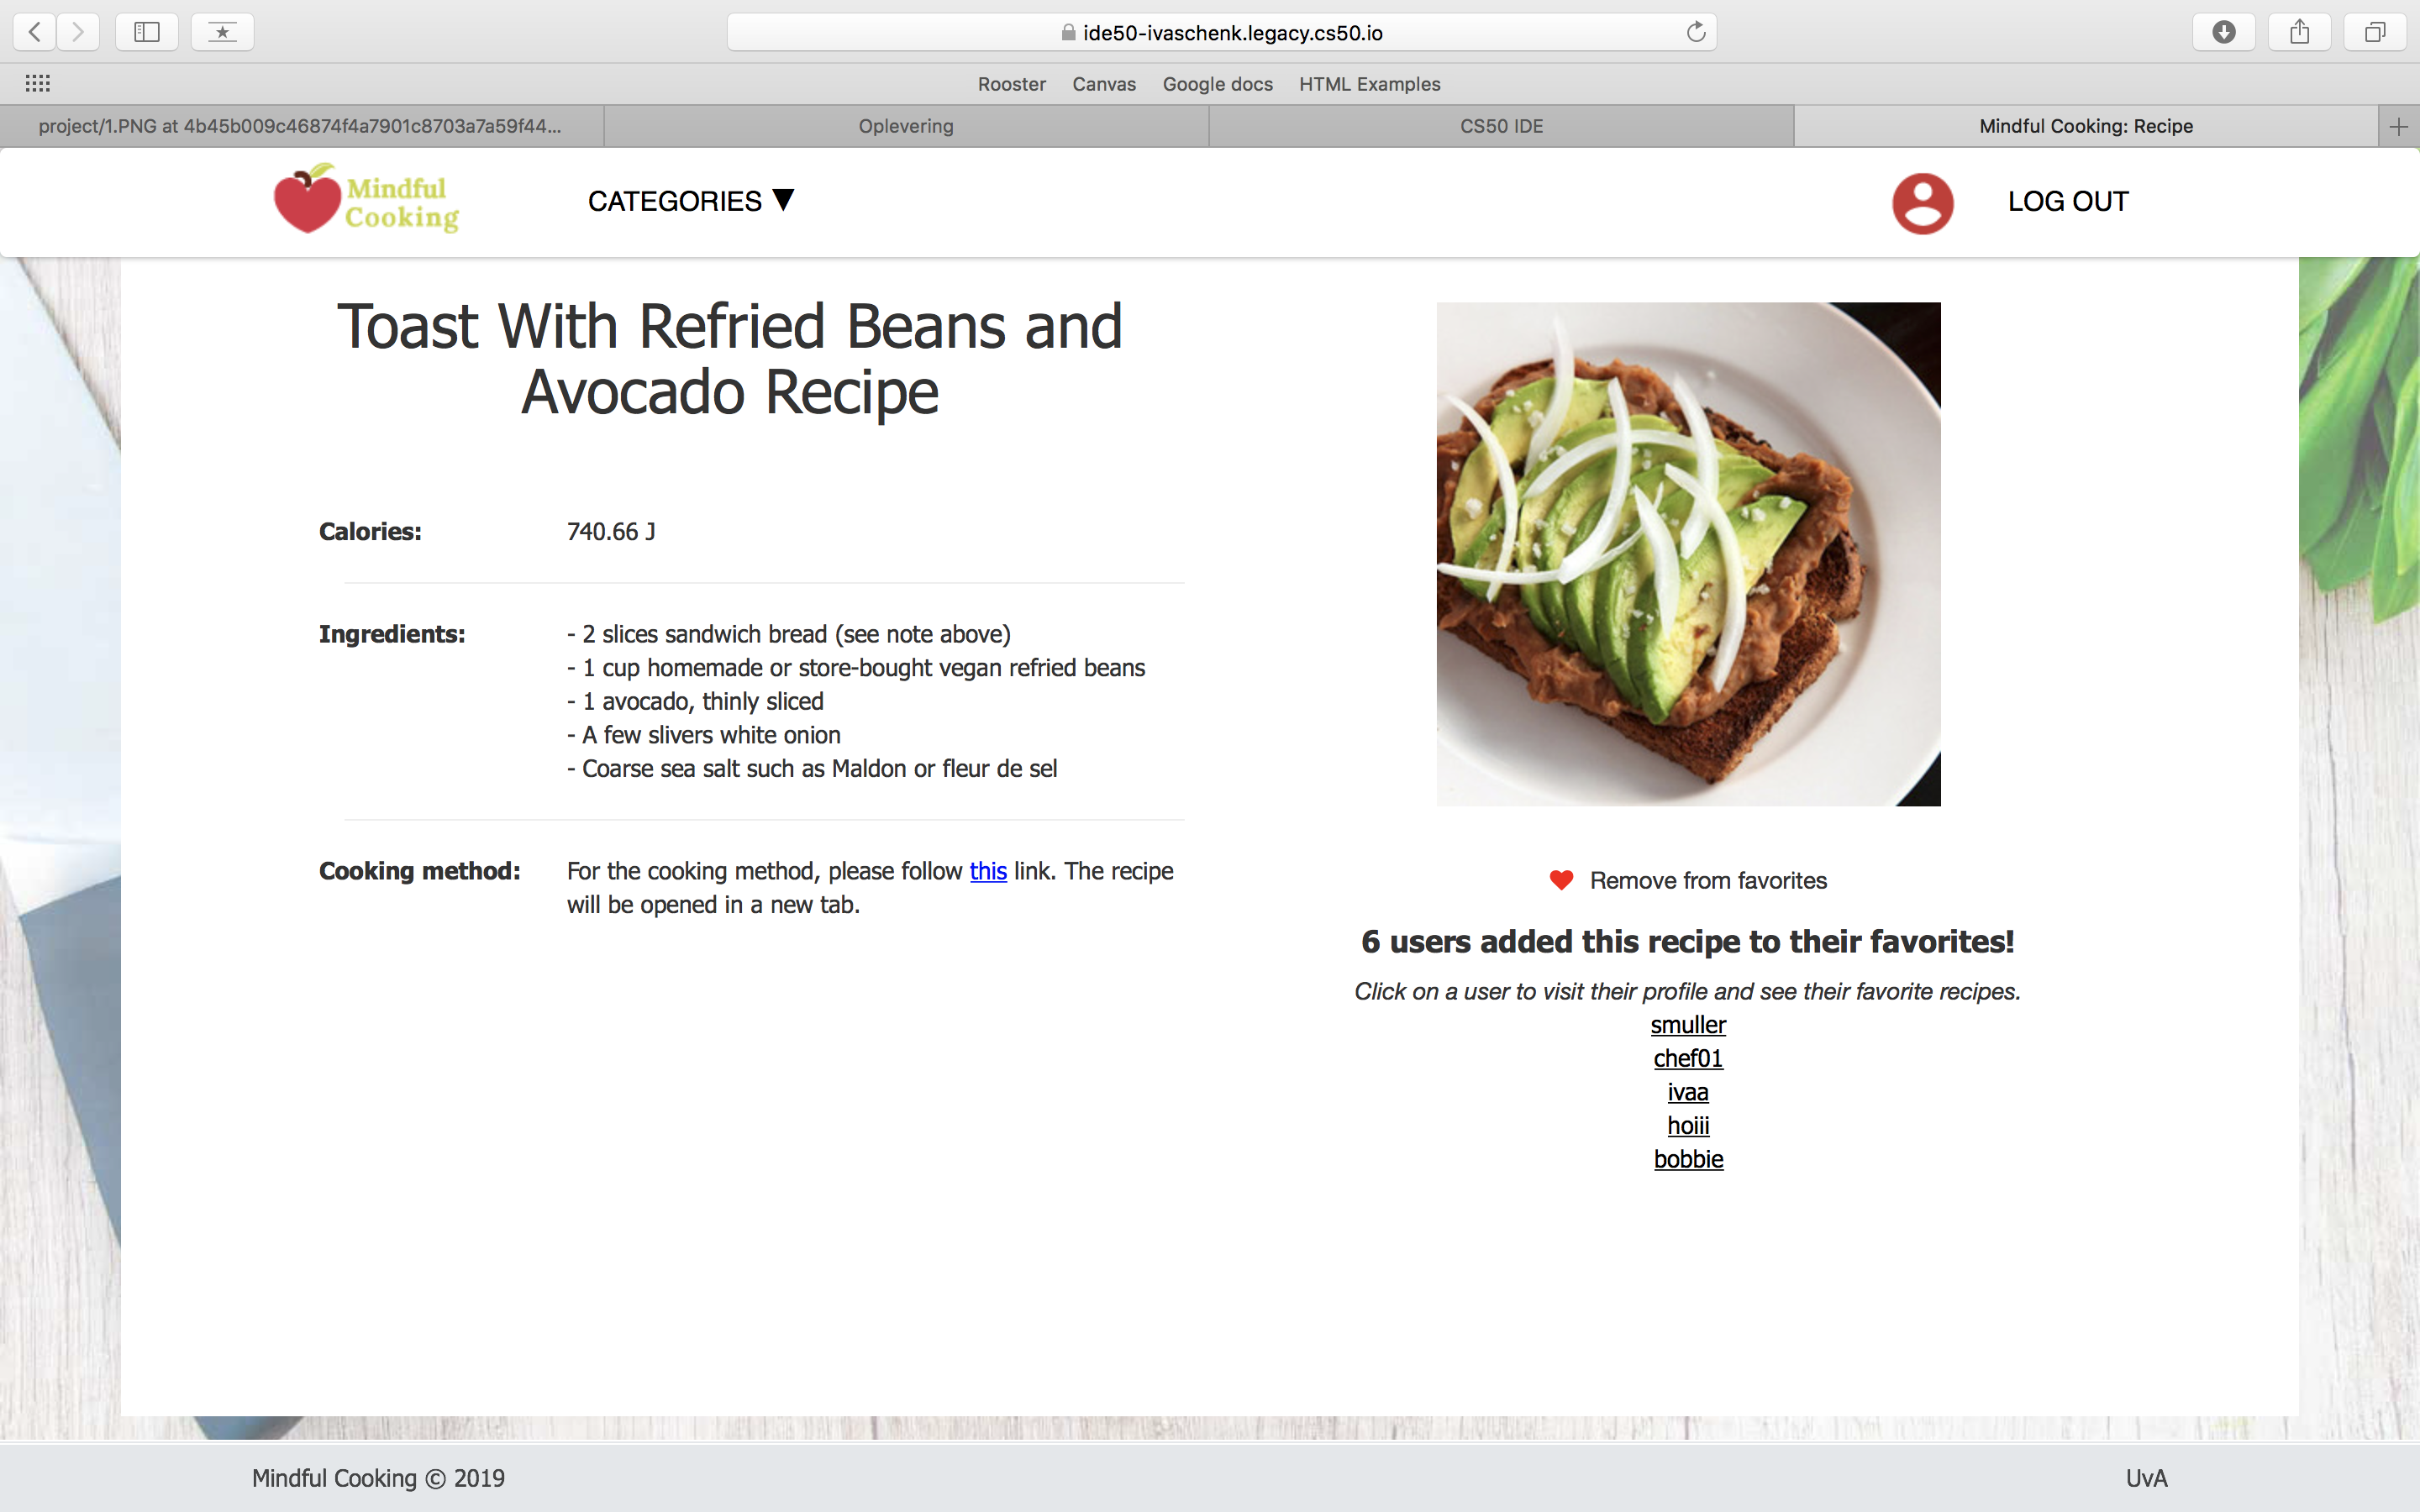 ide50-ivaschenk.legacy.cs50.io
Rooster Canvas Google docs HTML Examples
project/1.PNG at 4b45b009c46874f4a7901c8703a7a59f44... Oplevering CS50 IDE Mindful Cooking: Recipe
Mindful
Cooking
CATEGORIES ▼
LOG OUT
Toast With Refried Beans and
Avocado Recipe
Calories: 740.66 J
Ingredients: - 2 slices sandwich bread (see note above)
- 1 cup homemade or store-bought vegan refried beans
- 1 avocado, thinly sliced
- A few slivers white onion
- Coarse sea salt such as Maldon or fleur de sel
Cooking method: For the cooking method, please follow this link. The recipe
will be opened in a new tab.
Remove from favorites
6 users added this recipe to their favorites!
Click on a user to visit their profile and see their favorite recipes.
smuller
chef01
ivaa
hoiii
bobbie
Mindful Cooking © 2019 UvA